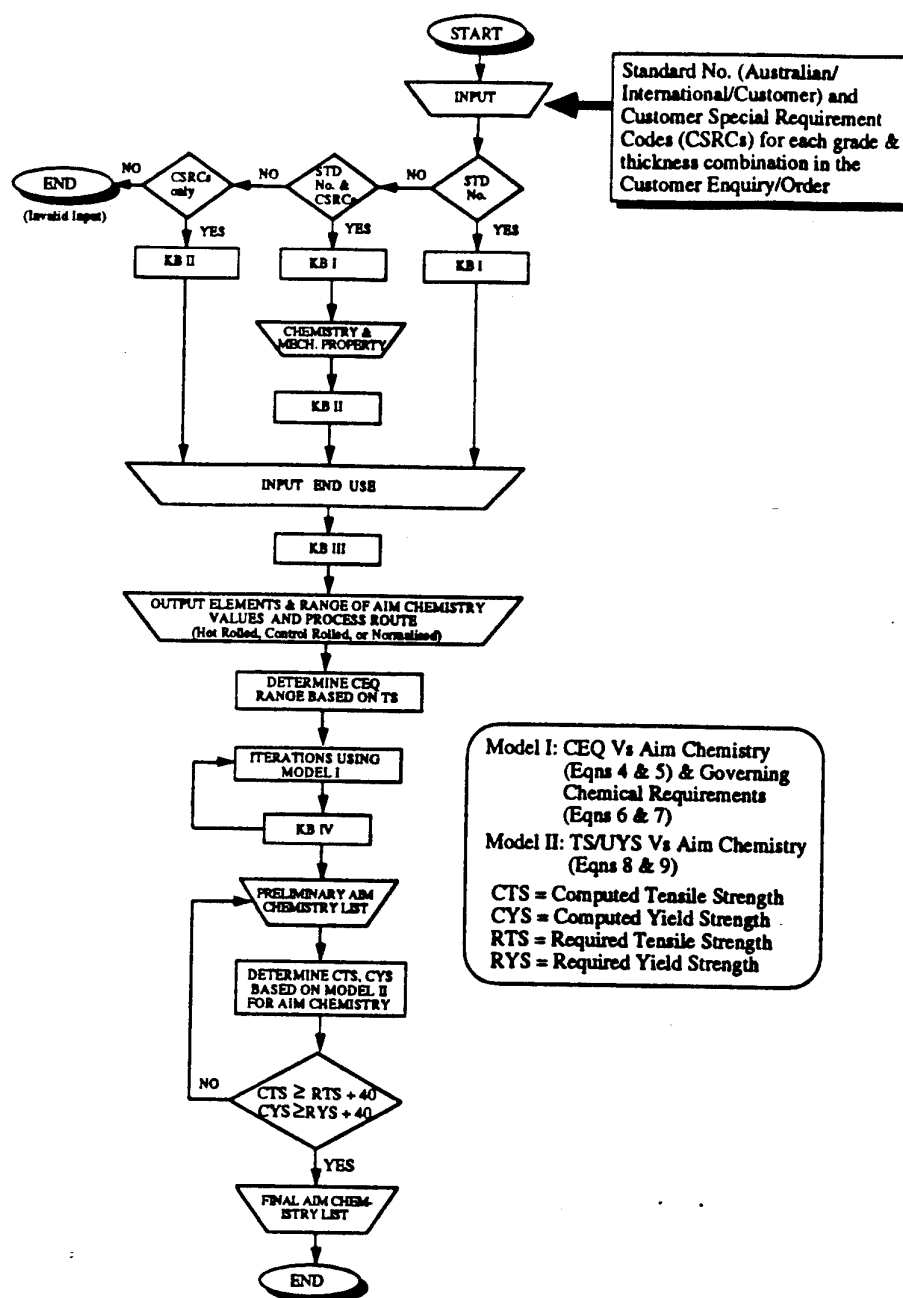 START
INPUT
Standard No. (Australian/
International/Customer) and
Customer Special Requirement
Codes (CSRCs) for each grade &
thickness combination in the
Customer Enquiry/Order
END
(Invalid Input)
NO
CSRCs
only
NO
STD
No. &
CSRCs
NO
STD
No.
YES
YES
YES
KB II
KB I
KB I
CHEMISTRY &
MECH. PROPERTY
KB II
INPUT END USE
KB III
OUTPUT ELEMENTS & RANGE OF AIM CHEMISTRY
VALUES AND PROCESS ROUTE
(Hot Rolled, Control Rolled, or Normalised)
DETERMINE CEQ
RANGE BASED ON TS
ITERATIONS USING
MODEL I
KB IV
PRELIMINARY AIM
CHEMISTRY LIST
DETERMINE CTS, CYS
BASED ON MODEL II
FOR AIM CHEMISTRY
NO
CTS ≥ RTS + 40
CYS ≥ RYS + 40
YES
FINAL AIM CHEM-
ISTRY LIST
END
Model I: CEQ Vs Aim Chemistry
(Eqns 4 & 5) & Governing
Chemical Requirements
(Eqns 6 & 7)
Model II: TS/UYS Vs Aim Chemistry
(Eqns 8 & 9)
CTS = Computed Tensile Strength
CYS = Computed Yield Strength
RTS = Required Tensile Strength
RYS = Required Yield Strength